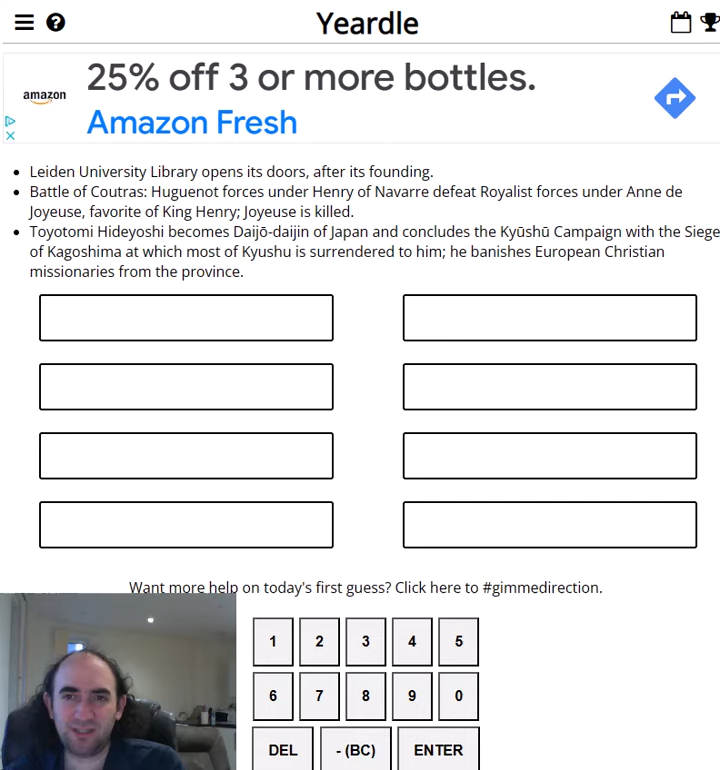 Yeardle
amazon
25% off 3 or more bottles.
Amazon Fresh
Leiden University Library opens its doors, after its founding.
Battle of Coutras: Huguenot forces under Henry of Navarre defeat Royalist forces under Anne de
Joyeuse, favorite of King Henry; Joyeuse is killed.
Toyotomi Hideyoshi becomes Daijō-daijin of Japan and concludes the Kyūshū Campaign with the Siege
of Kagoshima at which most of Kyushu is surrendered to him; he banishes European Christian
missionaries from the province.
Want more help on today's first guess? Click here to #gimmedirection.
1 2 3 4 5
6 7 8 9 0
DEL - (BC) ENTER